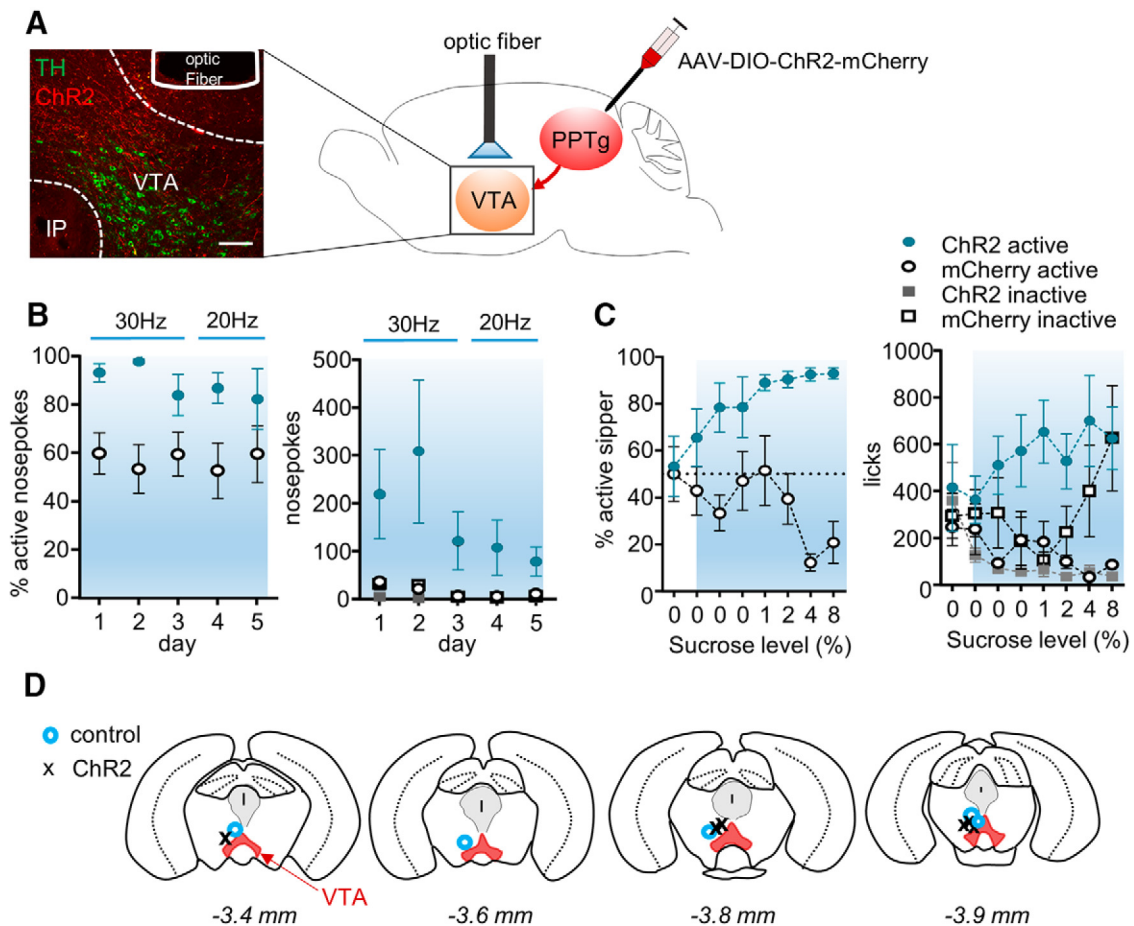 A
TH
ChR2
optic
Fiber
VTA
IP
optic fiber
AAV-DIO-ChR2-mCherry
PPTg
VTA
ChR2 active
mCherry active
ChR2 inactive
mCherry inactive
B
30Hz 20Hz
% active nosepokes
100
80
60
40
20
0
1 2 3 4 5
day
30Hz 20Hz
nosepokes
500
400
300
200
100
0
1 2 3 4 5
day
C
% active sipper
100
80
60
40
20
0
0 0 0 0 1 2 4 8
Sucrose level (%)
licks
1000
800
600
400
200
0
0 0 0 0 1 2 4 8
Sucrose level (%)
D
control
x ChR2
VTA
-3.4 mm
-3.6 mm
-3.8 mm
-3.9 mm